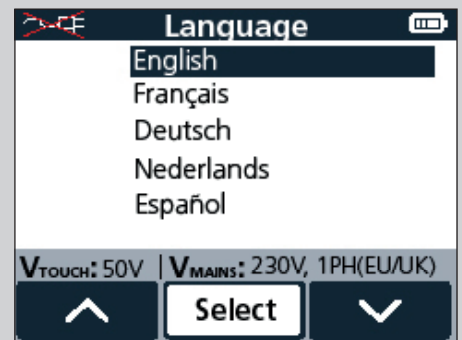 Language
English
Français
Deutsch
Nederlands
Español
VTOUCH: 50V | VMAINS: 230V, 1PH(EU/UK)
Select